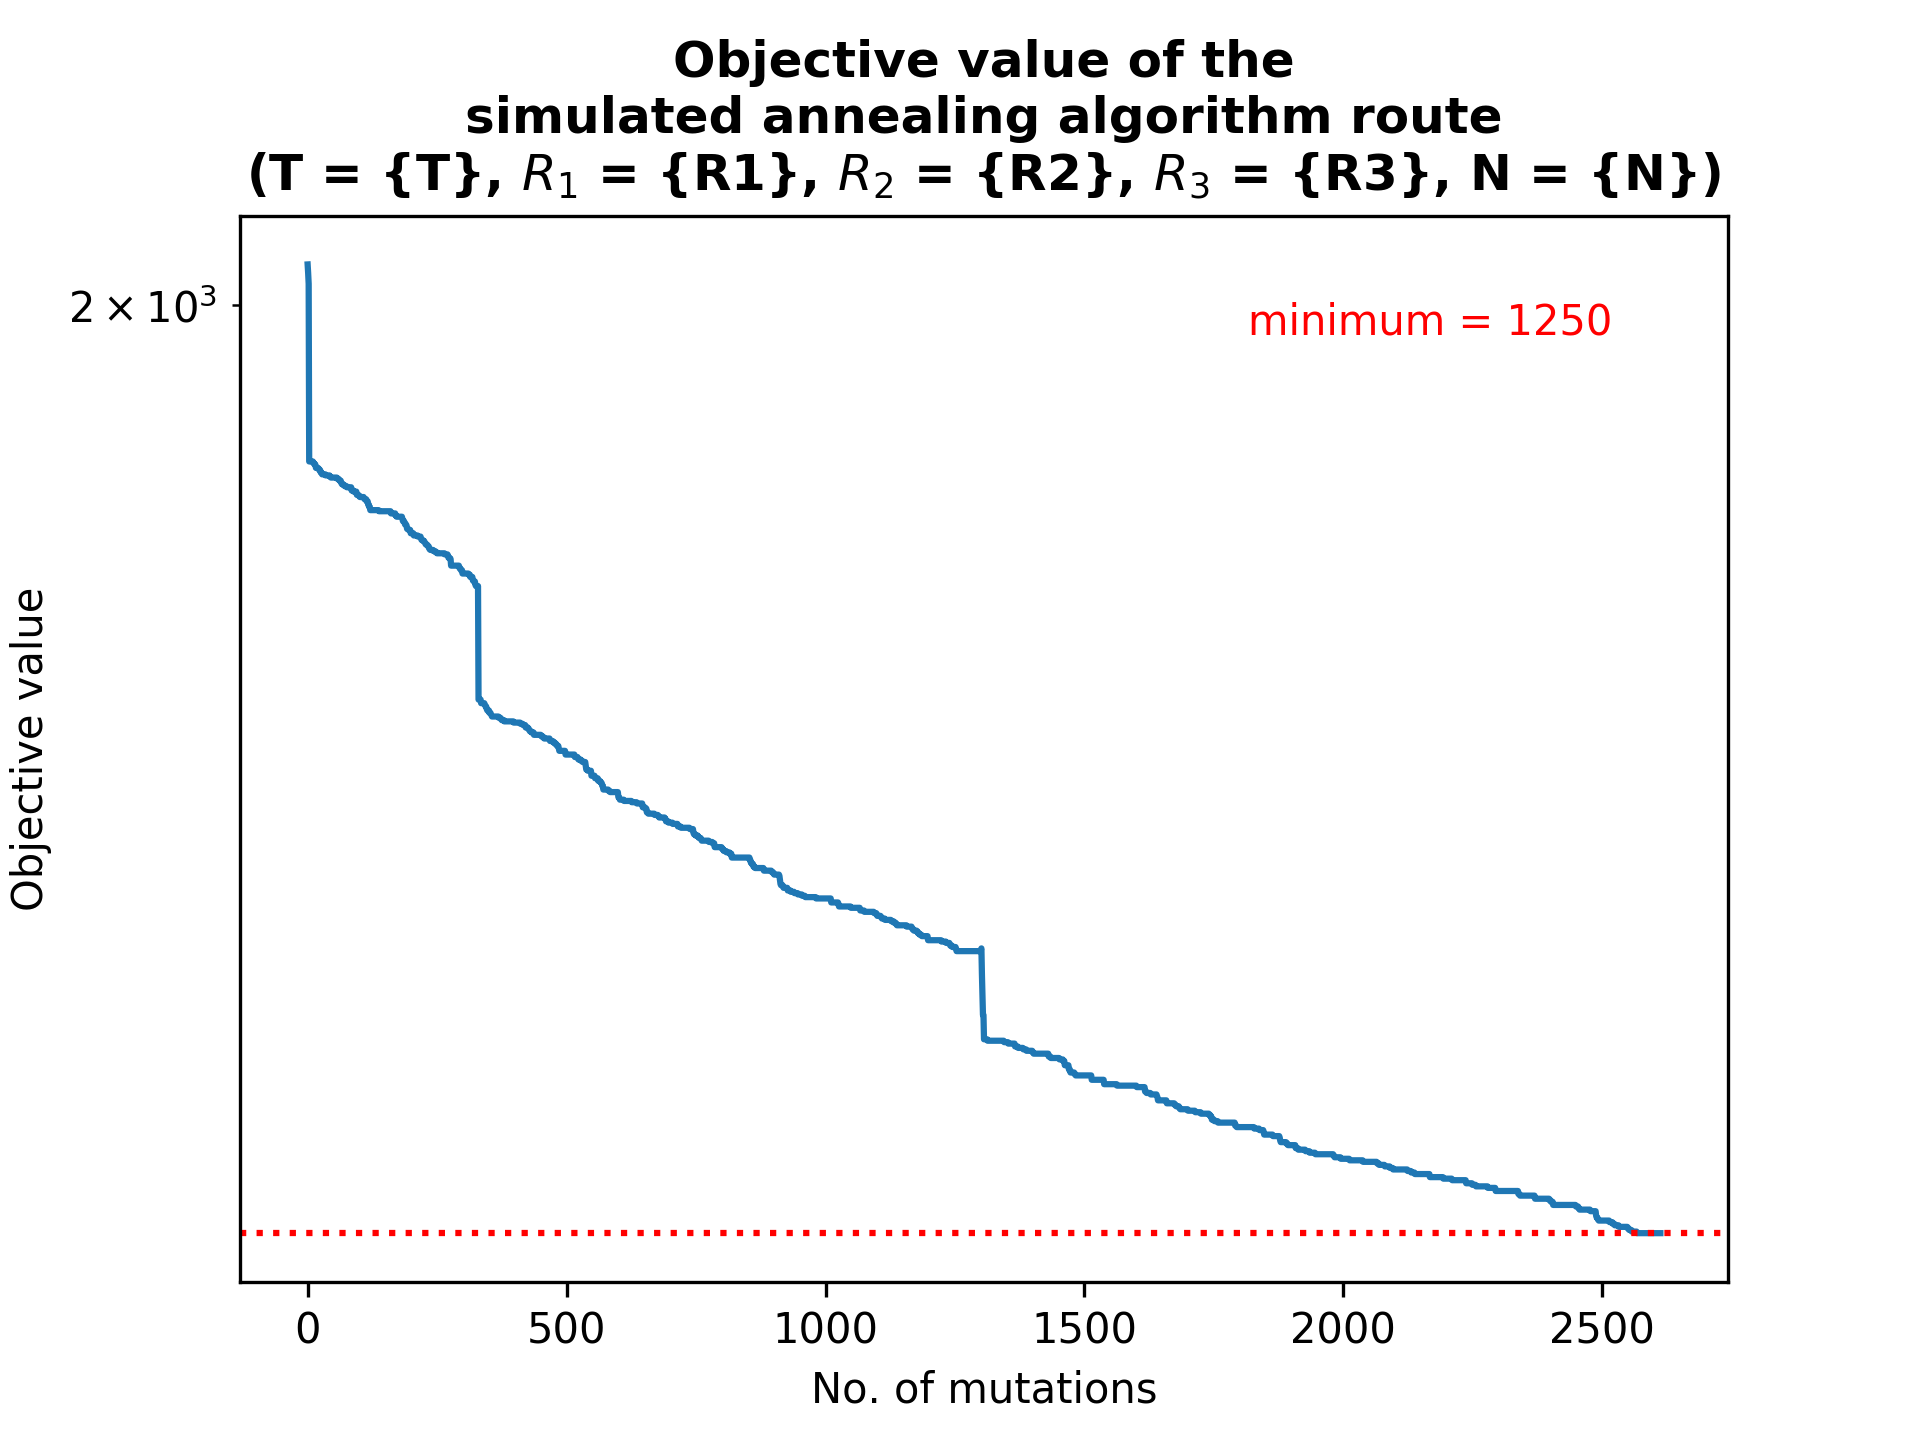 Objective value of the
simulated annealing algorithm route
(T = {T}, R₁ = {R1}, R₂ = {R2}, R₃ = {R3}, N = {N})
2 × 10³
minimum = 1250
Objective value
0 500 1000 1500 2000 2500
No. of mutations